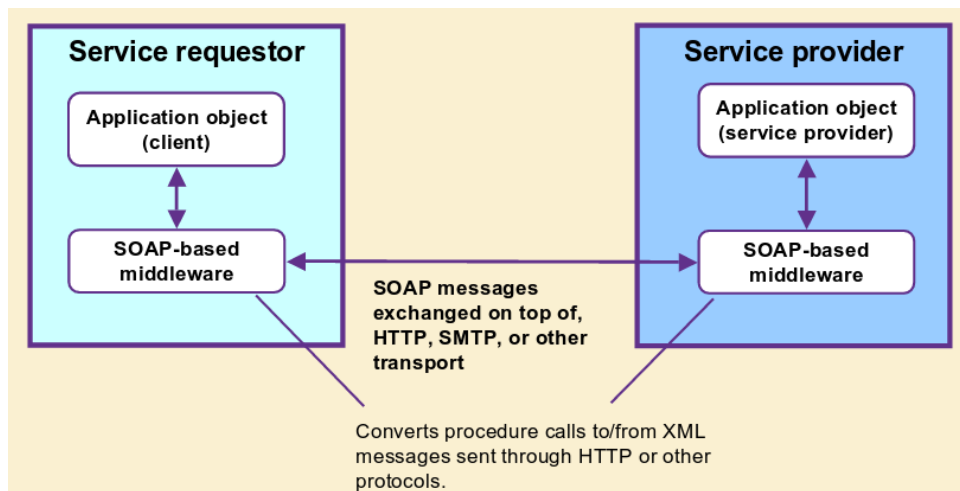 Service requestor
Application object
(client)
SOAP-based
middleware
Service provider
Application object
(service provider)
SOAP-based
middleware
SOAP messages
exchanged on top of,
HTTP, SMTP, or other
transport
Converts procedure calls to/from XML
messages sent through HTTP or other
protocols.